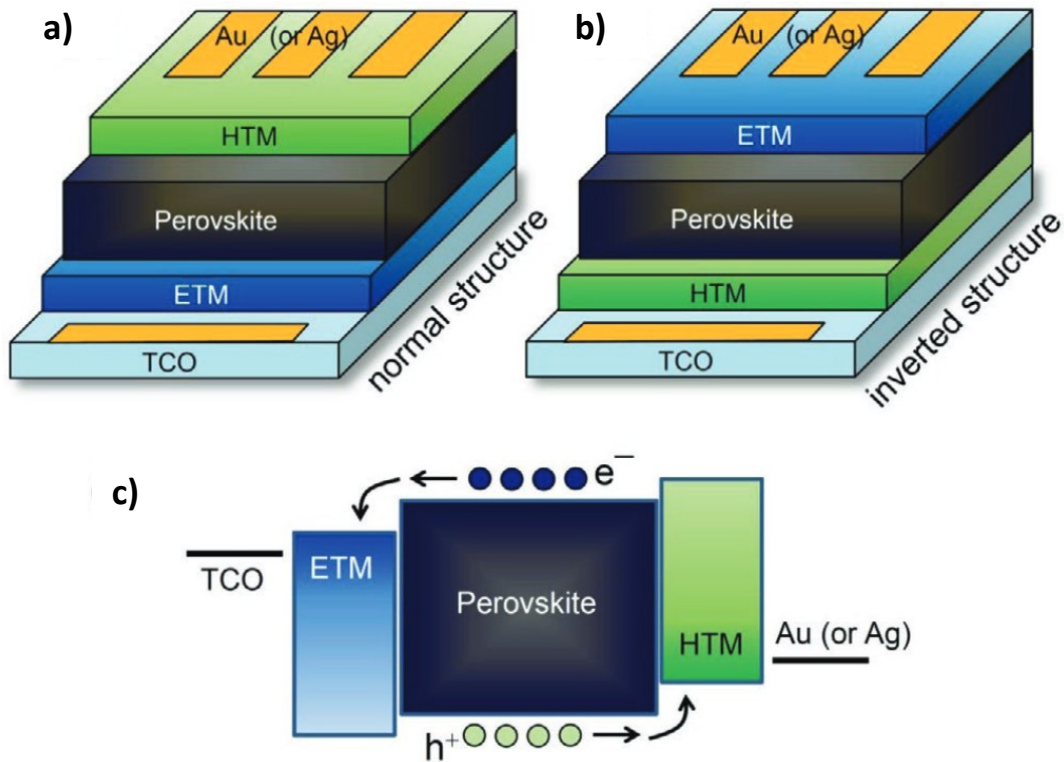 a)
Au (or Ag)
HTM
Perovskite
ETM
TCO
normal structure
b)
Au (or Ag)
ETM
Perovskite
HTM
TCO
inverted structure
c)
e⁻
TCO
ETM
Perovskite
HTM
Au (or Ag)
h⁺